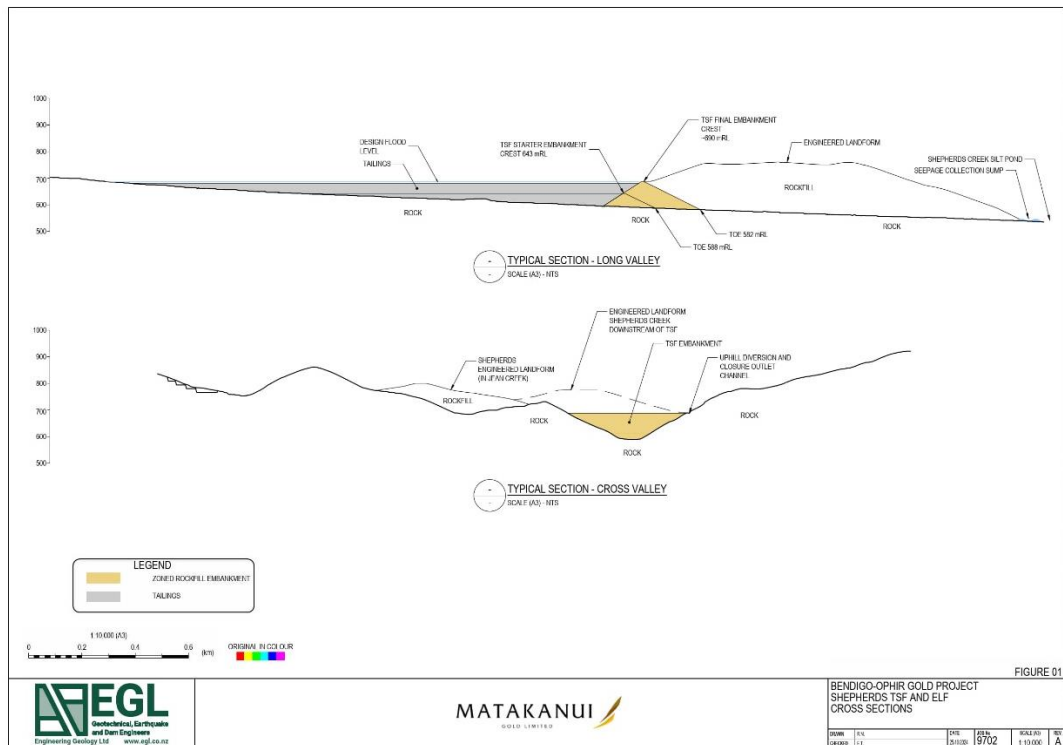 1000
900
800
700
600
500
DESIGN FLOOD
LEVEL
TAILINGS
TSF STARTER EMBANKMENT
CREST 643 mRL
TSF FINAL EMBANKMENT
CREST
~690 mRL
ENGINEERED LANDFORM
SHEPHERDS CREEK SILT POND
SEEPAGE COLLECTION SUMP
ROCKFILL
ROCK
ROCK
ROCK
TOE 582 mRL
TOE 588 mRL
TYPICAL SECTION - LONG VALLEY
SCALE (A3) - NTS
1000
900
800
700
600
500
ENGINEERED LANDFORM
SHEPHERDS CREEK
DOWNSTREAM OF TSF
TSF EMBANKMENT
SHEPHERDS
ENGINEERED LANDFORM
(IN JEAN CREEK)
UPHILL DIVERSION AND
CLOSURE OUTLET
CHANNEL
ROCKFILL
ROCK
ROCK
ROCK
TYPICAL SECTION - CROSS VALLEY
SCALE (A3) - NTS
LEGEND
ZONED ROCKFILL EMBANKMENT
TAILINGS
1:10 000 (A3)
0 0.2 0.4 0.6 (km)
ORIGINAL IN COLOUR
FIGURE 01
EGL
Geotechnical, Earthquake
and Dam Engineers
Engineering Geology Ltd www.egl.co.nz
MATAKANUI
GOLD LIMITED
BENDIGO-OPHIR GOLD PROJECT
SHEPHERDS TSF AND ELF
CROSS SECTIONS
DRAWN
DATE
JOB No
9702
SCALE (A3)
1:10 000
A